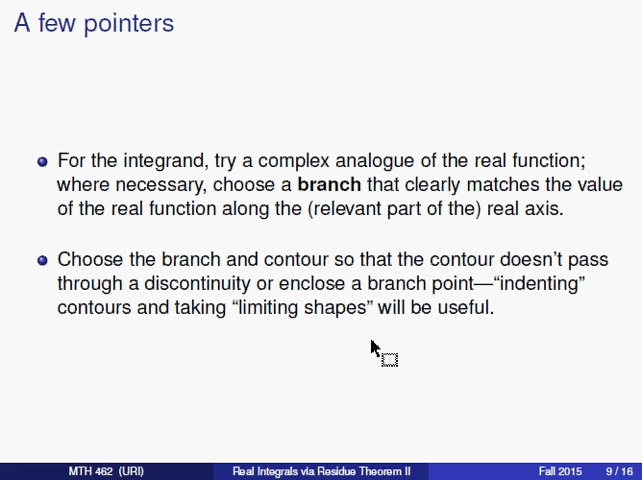 A few pointers
For the integrand, try a complex analogue of the real function;
where necessary, choose a branch that clearly matches the value
of the real function along the (relevant part of the) real axis.
Choose the branch and contour so that the contour doesn't pass
through a discontinuity or enclose a branch point—“indenting”
contours and taking “limiting shapes” will be useful.
MTH 462 (URI) Real Integrals via Residue Theorem II Fall 2015 9 / 16